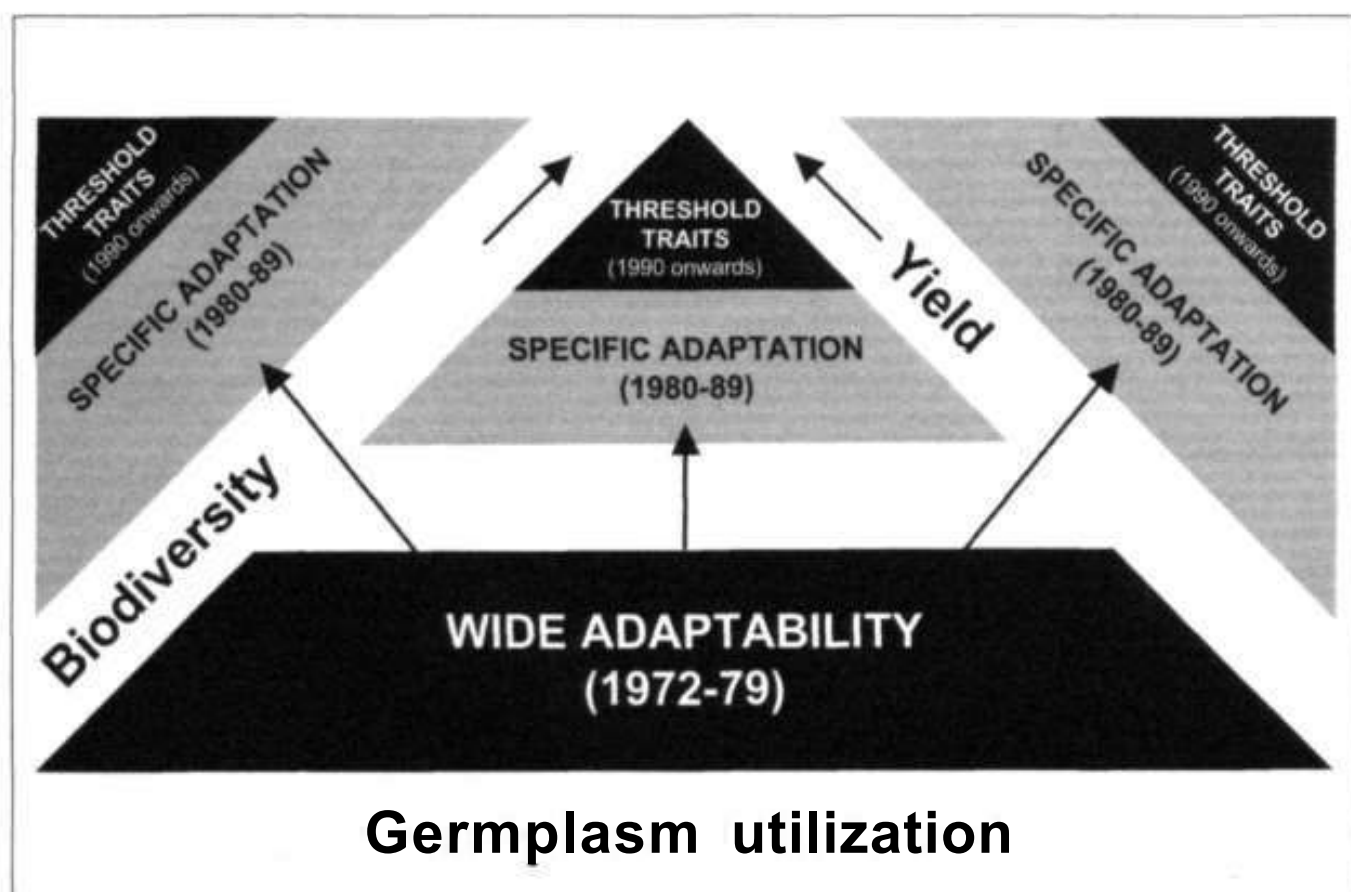 THRESHOLD
TRAITS
(1990 onwards)
SPECIFIC ADAPTATION
(1980-89)
THRESHOLD
TRAITS
(1990 onwards)
SPECIFIC ADAPTATION
(1980-89)
THRESHOLD
TRAITS
(1990 onwards)
SPECIFIC ADAPTATION
(1980-89)
Yield
Biodiversity
WIDE ADAPTABILITY
(1972-79)
Germplasm utilization